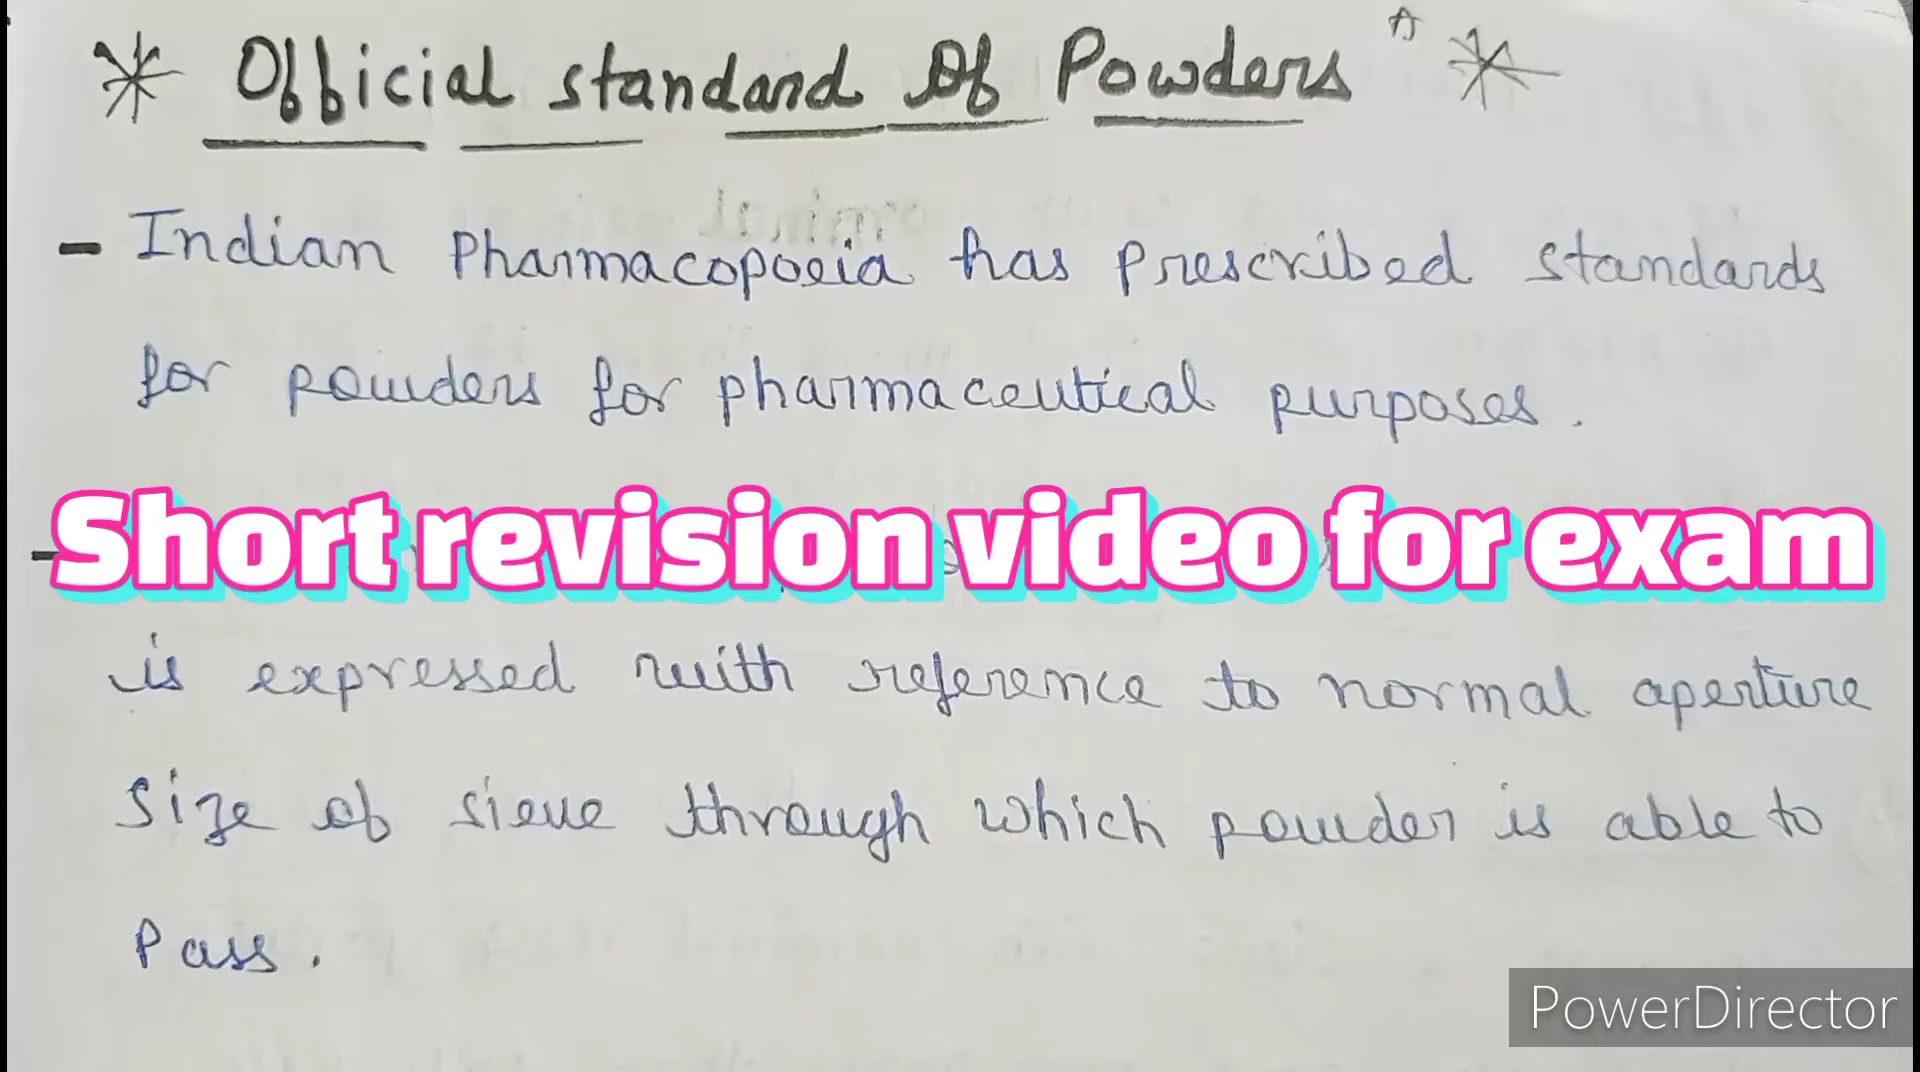 * Official standard Of Powders *
- Indian Pharmacopoeia has prescribed standards
for powders for pharmaceutical purposes.
Short revision video for exam
is expressed with reference to normal aperture
size of sieve through which powder is able to
Pass.
PowerDirector